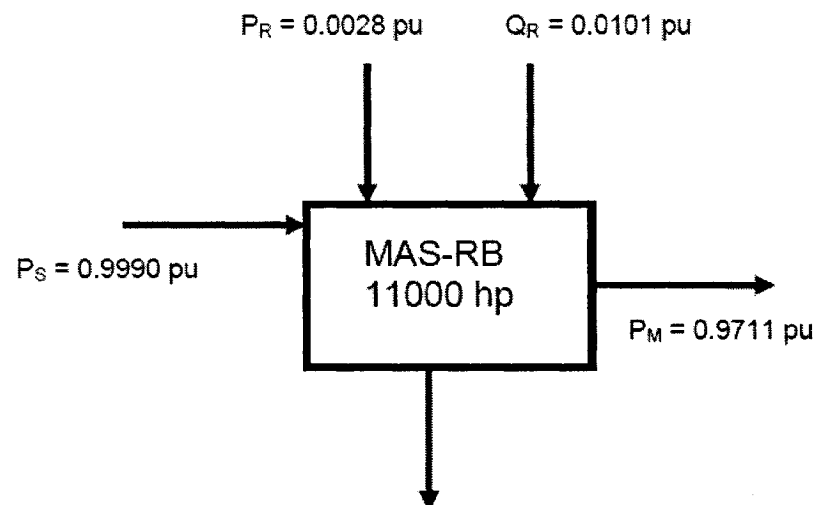 P_R = 0.0028 pu
Q_R = 0.0101 pu
P_S = 0.9990 pu
MAS-RB
11000 hp
P_M = 0.9711 pu